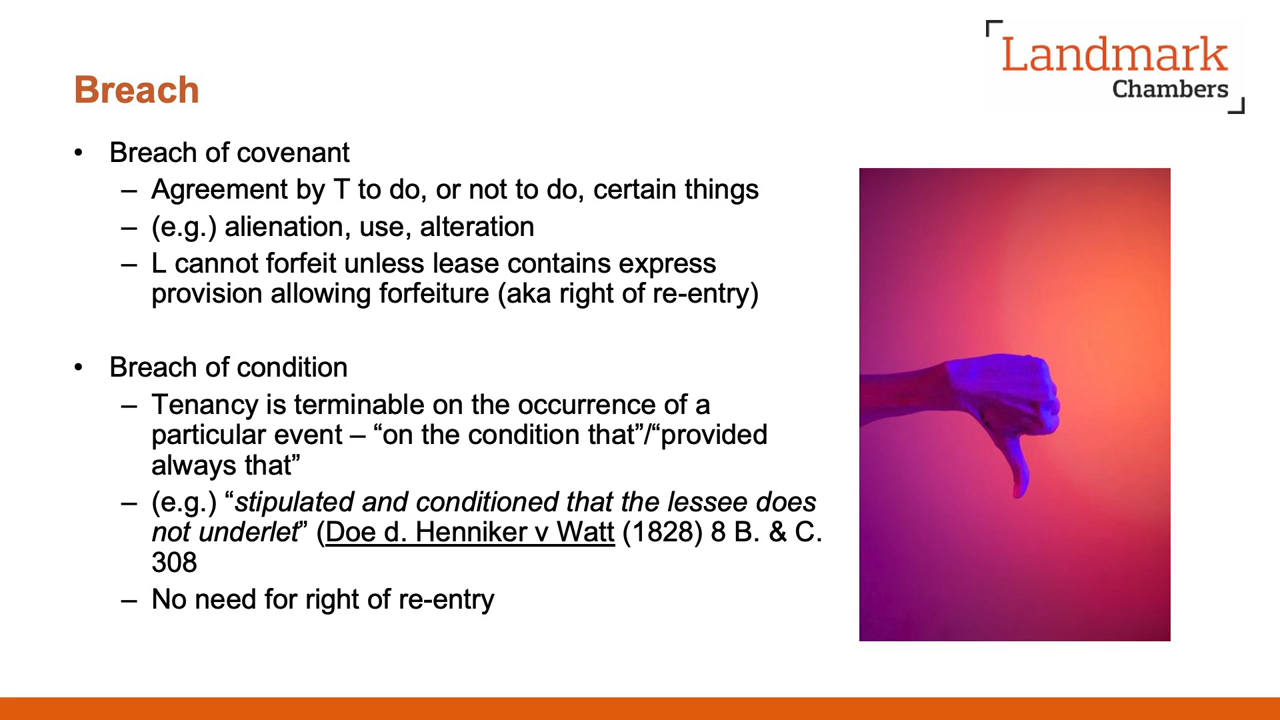 Landmark
Chambers
Breach
• Breach of covenant
– Agreement by T to do, or not to do, certain things
– (e.g.) alienation, use, alteration
– L cannot forfeit unless lease contains express
provision allowing forfeiture (aka right of re-entry)
• Breach of condition
– Tenancy is terminable on the occurrence of a
particular event – “on the condition that”/“provided
always that”
– (e.g.) “stipulated and conditioned that the lessee does
not underlet” (Doe d. Henniker v Watt (1828) 8 B. & C.
308
– No need for right of re-entry